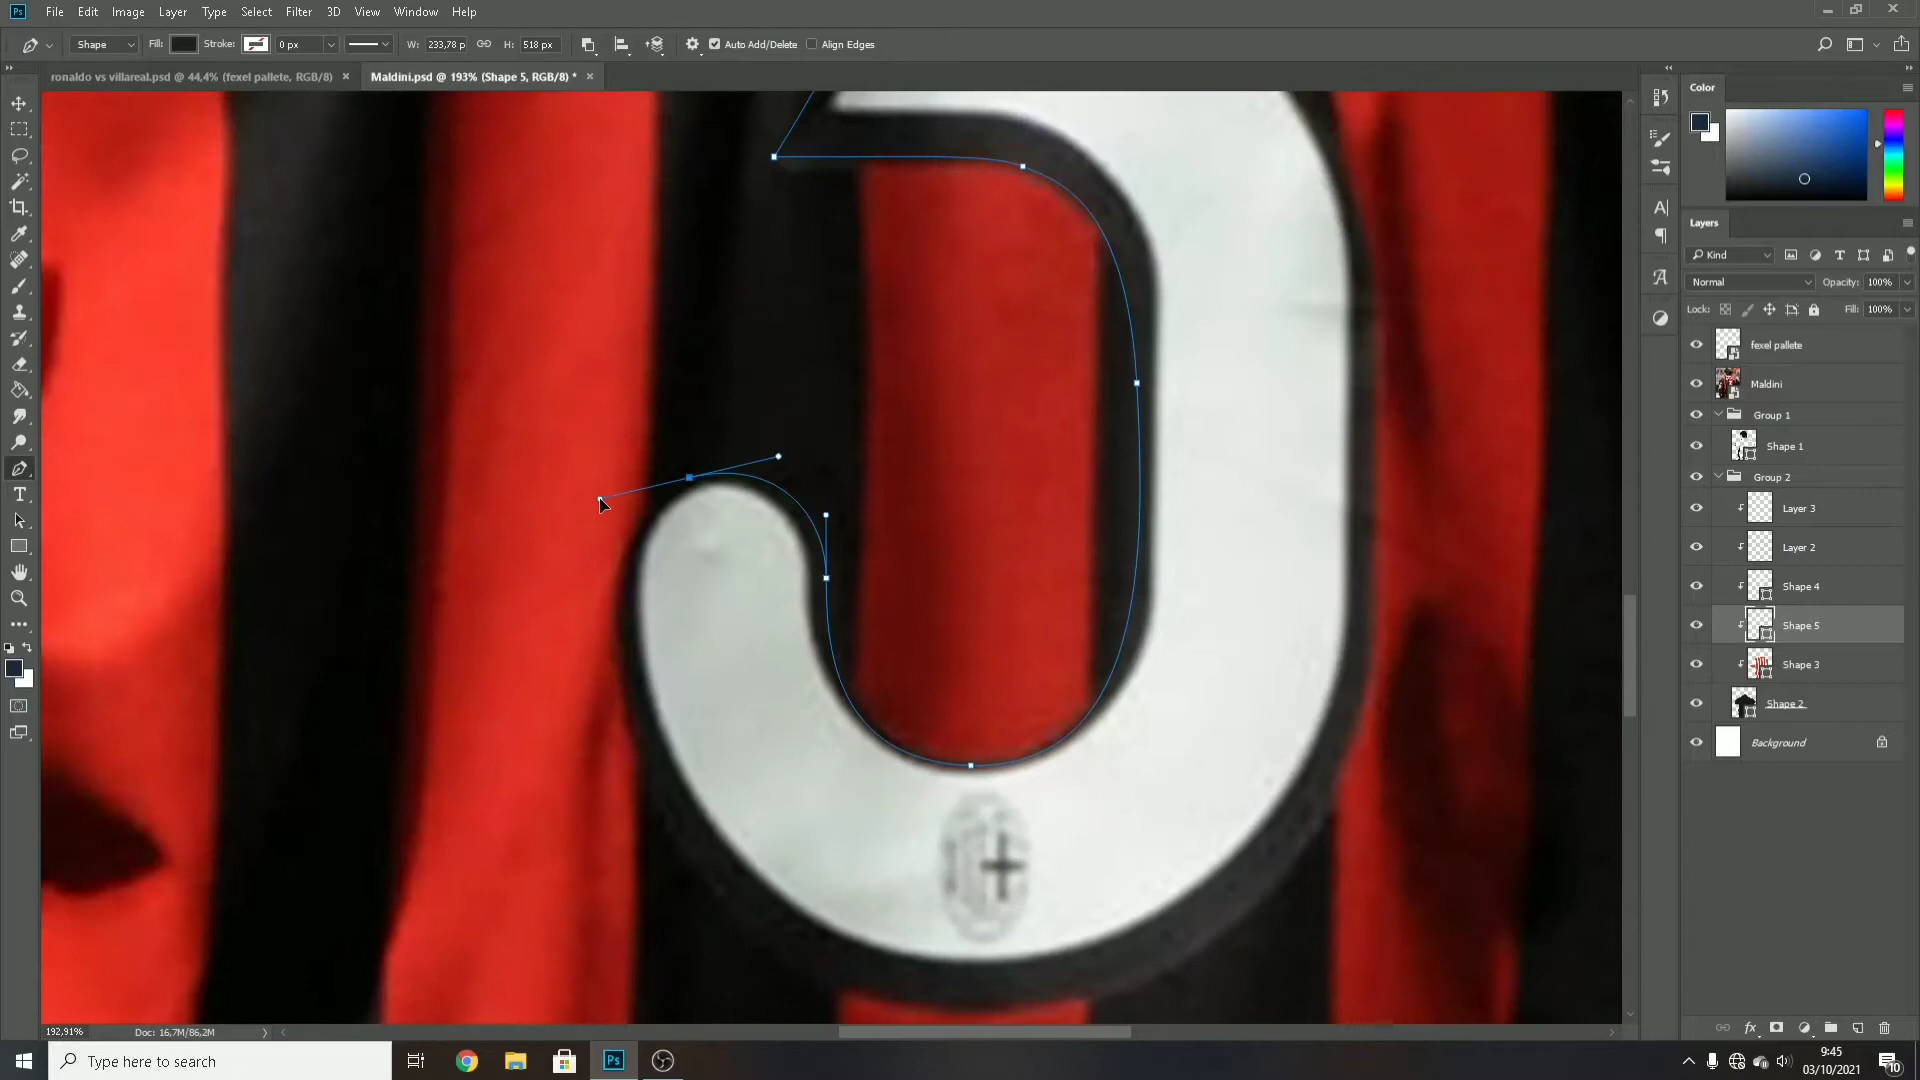 Ps File Edit Image Layer Type Select Filter 3D View Window Help
Shape Fill: Stroke: 0 px W: 233,78 p H: 518 px Auto Add/Delete Align Edges
ronaldo vs villareal.psd @ 44,4% (fexel pallete, RGB/8) Maldini.psd @ 193% (Shape 5, RGB/8) *
Color
Layers
Kind
Normal Opacity: 100%
Lock: Fill: 100%
fexel pallete
Maldini
Group 1
Shape 1
Group 2
Layer 3
Layer 2
Shape 4
Shape 5
Shape 3
Shape 2
Background
192,91% Doc: 16,7M/86,2M
fx
Type here to search
Ps
9:45
03/10/2021
10